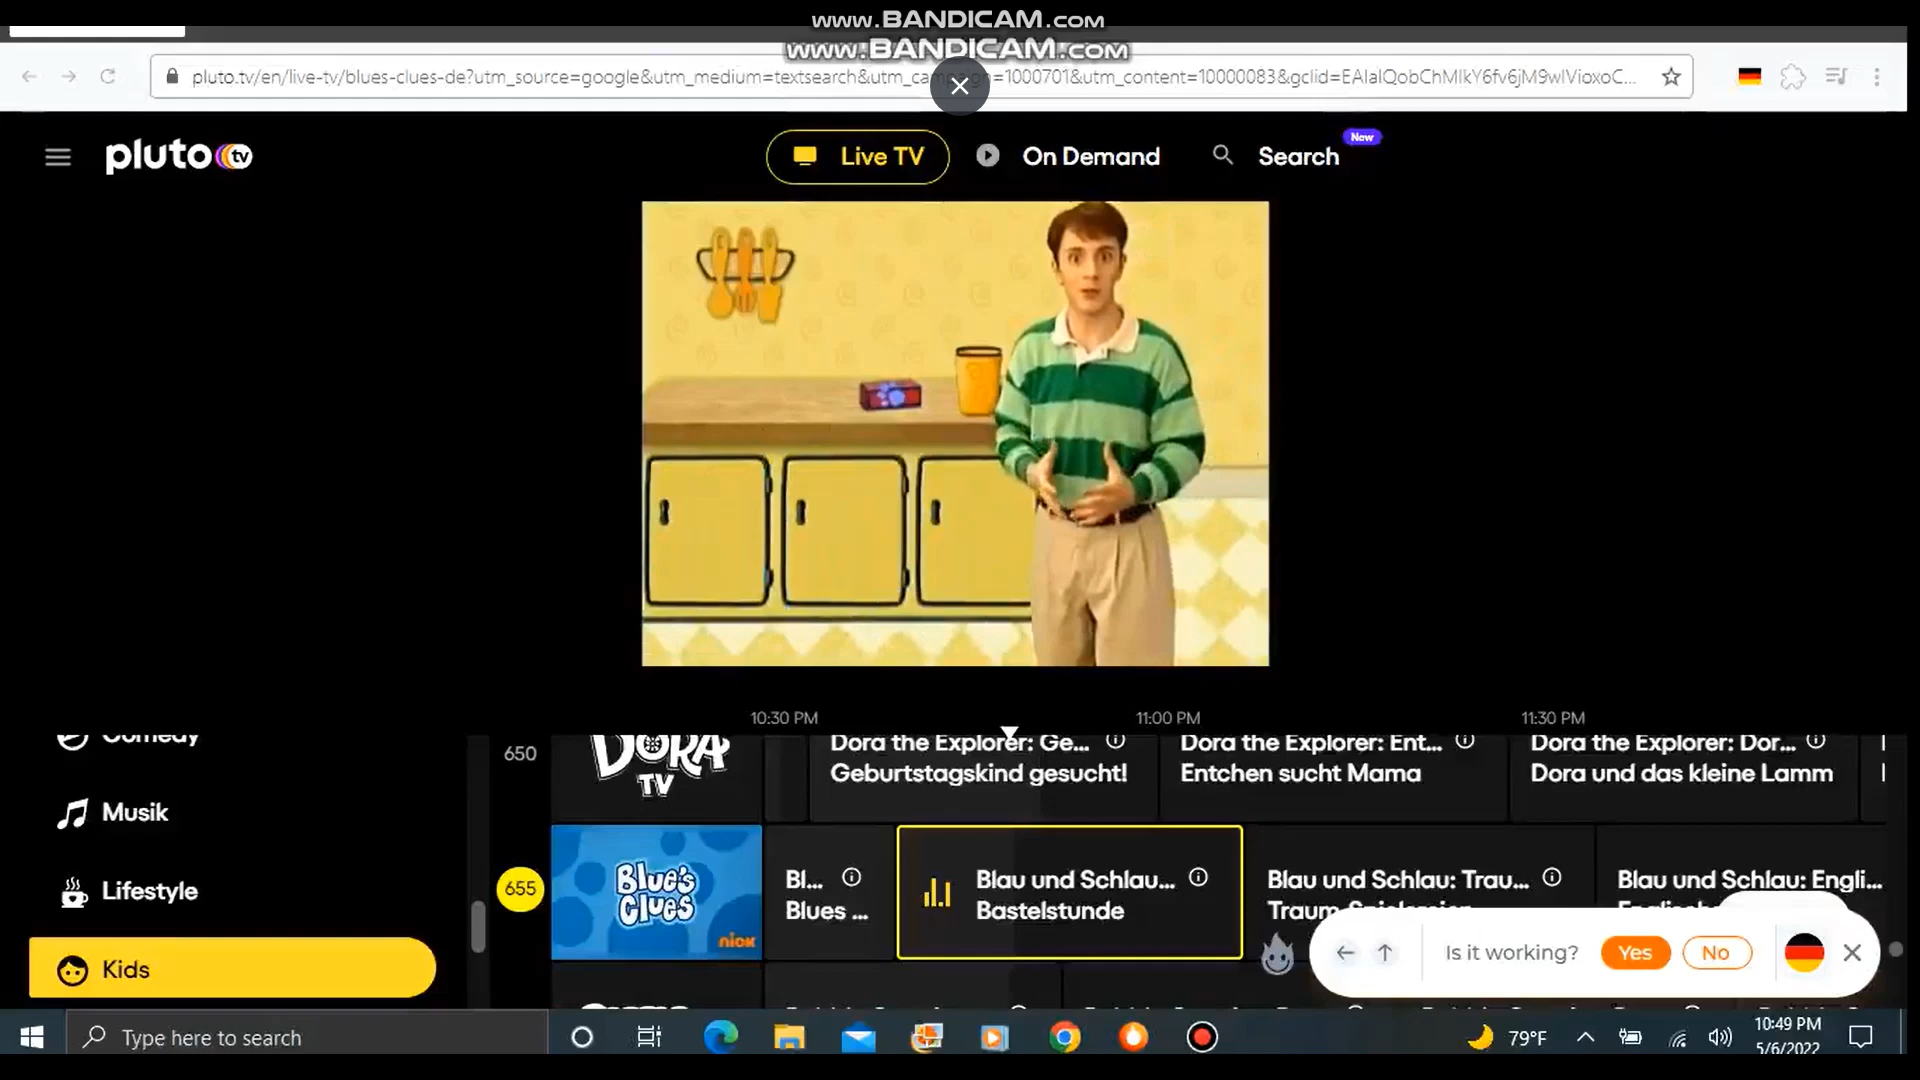 www.BANDICAM.com
www.BANDICAM.com
pluto.tv/en/live-tv/blues-clues-de?utm_source=google&utm_medium=textsearch&utm_ca =1000701&utm_content=10000083&gclid=
pluto tv
Live TV
On Demand
Search
New
10:30 PM
11:00 PM
11:30 PM
Comedy
Musik
Lifestyle
Kids
650
DORA
TV
Dora the Explorer: Ge...
Geburtstagskind gesucht!
Dora the Explorer: Ent...
Entchen sucht Mama
Dora the Explorer: Dor...
Dora und das kleine Lamm
655
Blue's
Clues
nick
Bl...
Blues ...
Blau und Schlau...
Bastelstunde
Blau und Schlau: Trau...
Blau und Schlau: Engli...
Is it working?
Yes
No
Type here to search
79°F
10:49 PM
5/6/2022